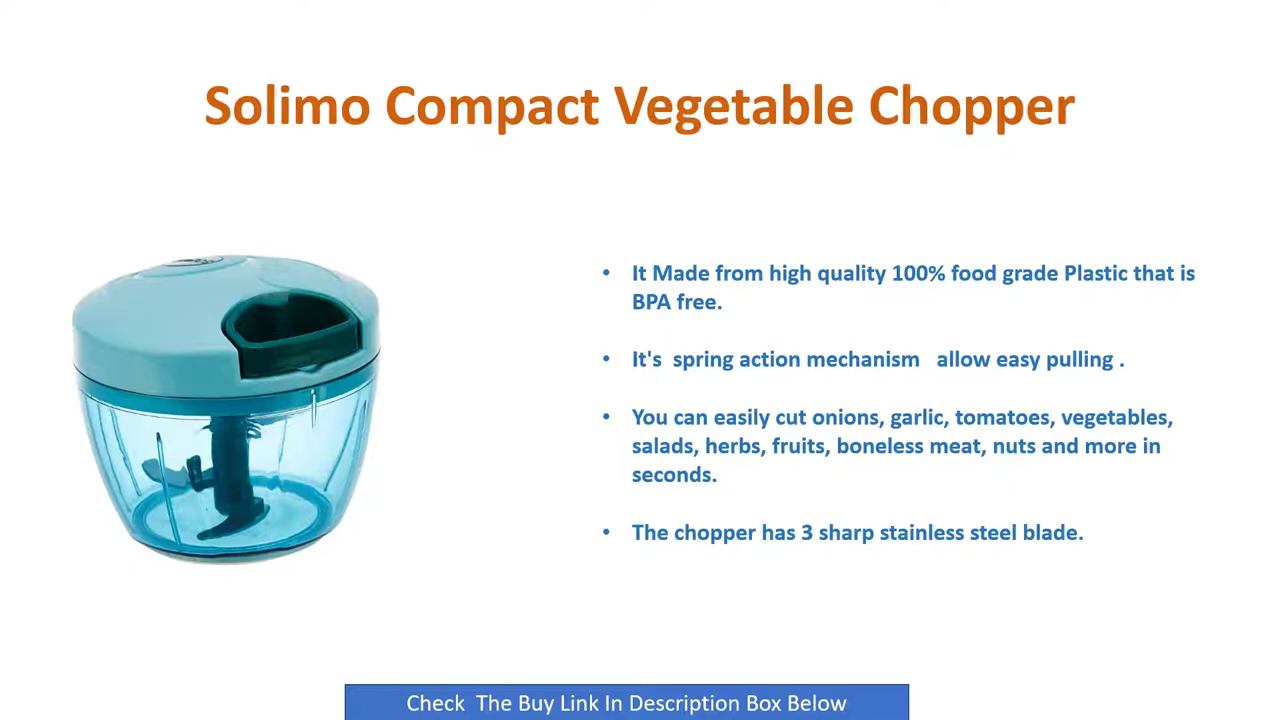 Solimo Compact Vegetable Chopper
• It Made from high quality 100% food grade Plastic that is
BPA free.
• It's  spring action mechanism   allow easy pulling .
• You can easily cut onions, garlic, tomatoes, vegetables,
salads, herbs, fruits, boneless meat, nuts and more in
seconds.
• The chopper has 3 sharp stainless steel blade.
Check  The Buy Link In Description Box Below